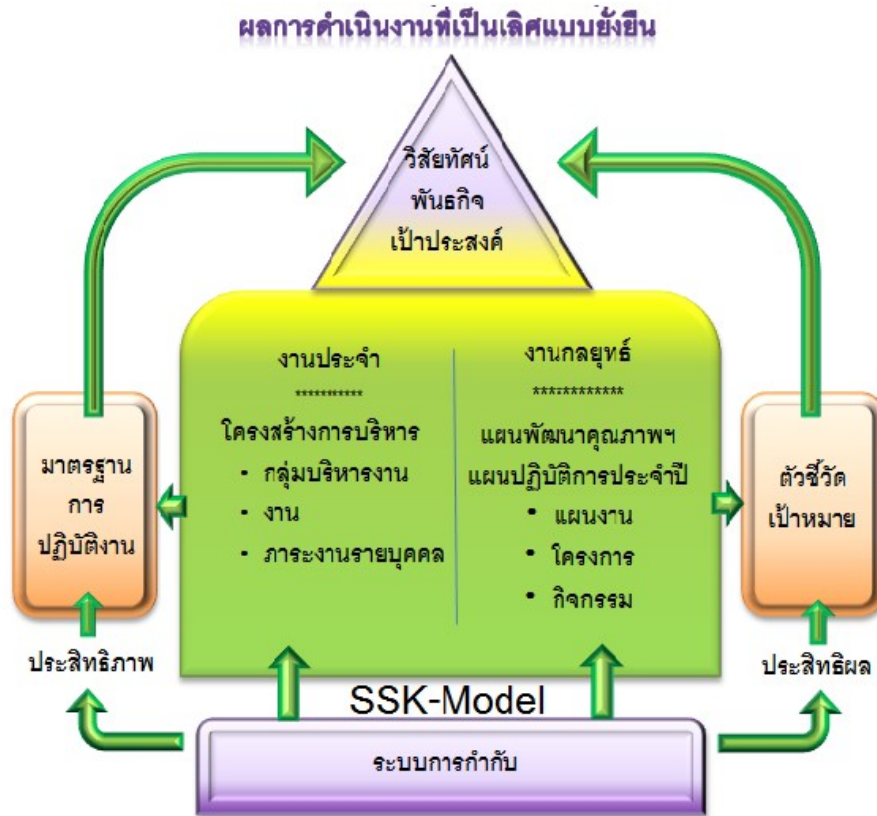 ผลการดำเนินงานที่เป็นเลิศแบบยั่งยืน
วิสัยทัศน์
พันธกิจ
เป้าประสงค์
งานประจำ
***********
โครงสร้างการบริหาร
• กลุ่มบริหารงาน
• งาน
• ภาระงานรายบุคคล
งานกลยุทธ์
************
แผนพัฒนาคุณภาพฯ
แผนปฏิบัติการประจำปี
• แผนงาน
• โครงการ
• กิจกรรม
มาตรฐาน
การ
ปฏิบัติงาน
ตัวชี้วัด
เป้าหมาย
ประสิทธิภาพ
ประสิทธิผล
SSK-Model
ระบบการกำกับ